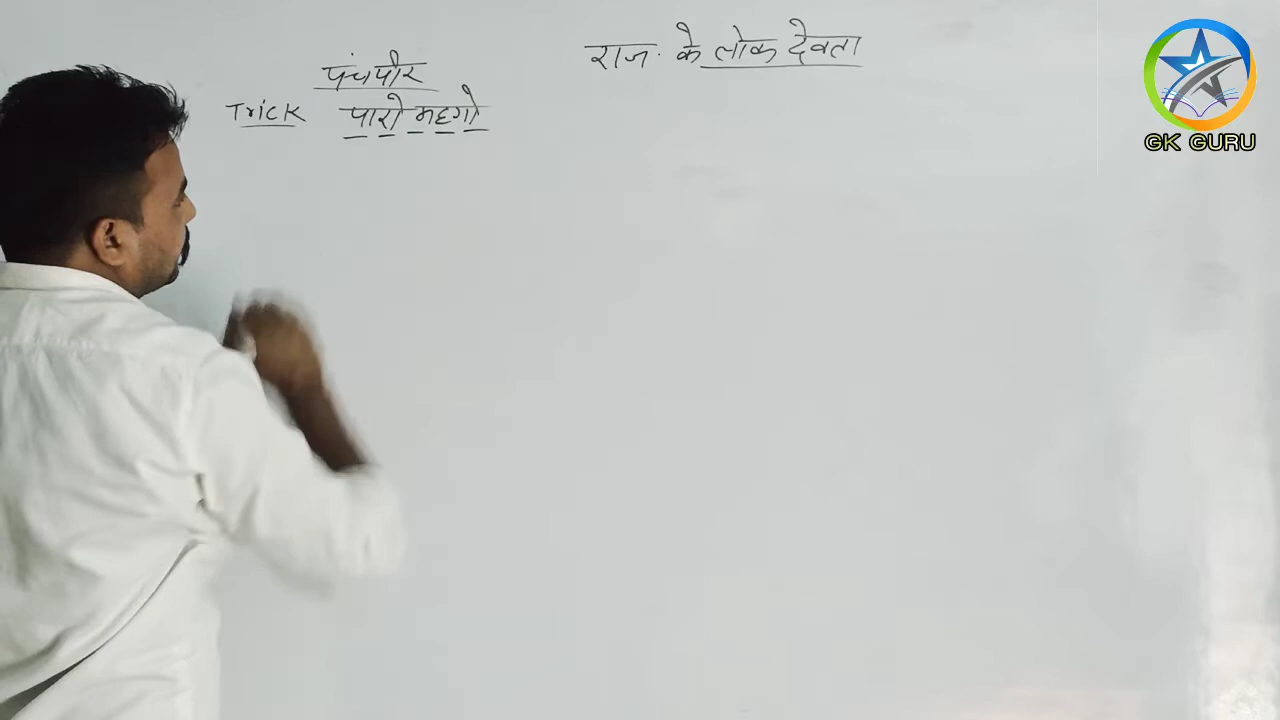 राज. के लोक देवता
पंचपीर
Trick पारो महगो
GK GURU